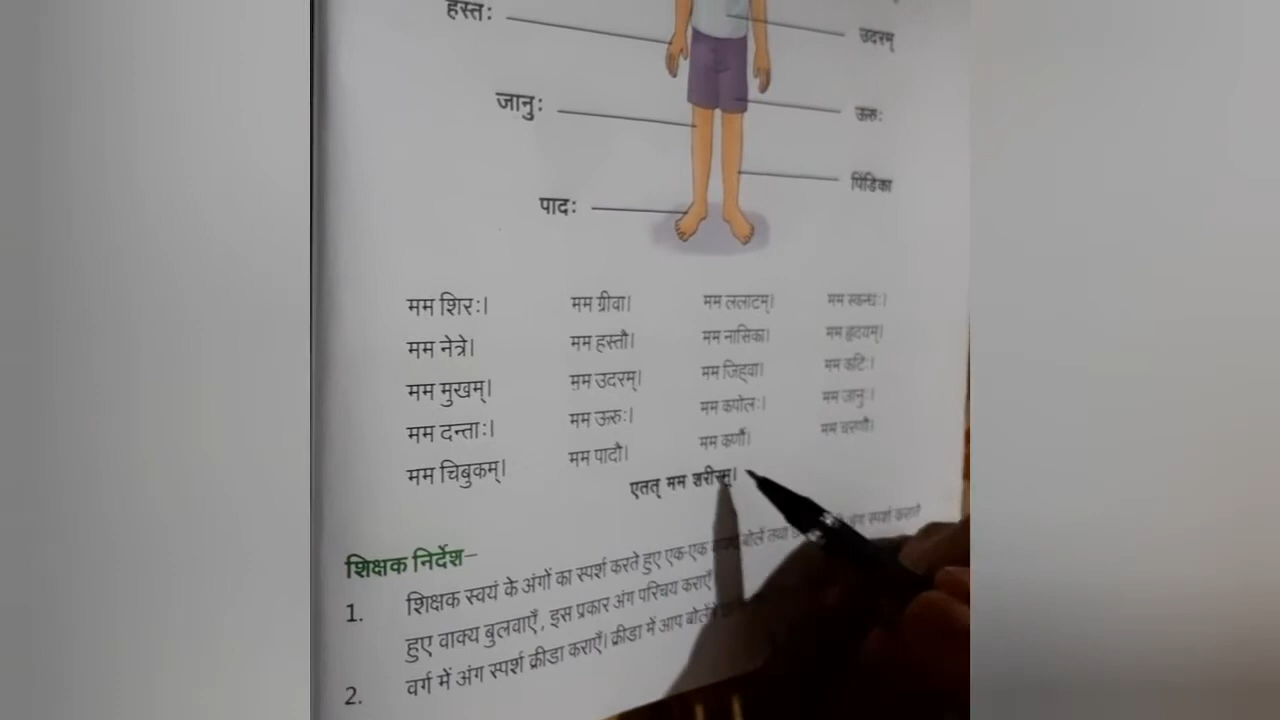 हस्तः
उदरम्
जानुः
ऊरुः
पिंडिका
पादः
मम शिरः। मम ग्रीवा। मम ललाटम्। मम स्कन्धः।
मम नेत्रे। मम हस्तौ। मम नासिका। मम हृदयम्।
मम मुखम्। मम उदरम्। मम जिह्वा। मम कटिः।
मम दन्ताः। मम ऊरुः। मम कपोलः। मम जानुः।
मम चिबुकम्। मम पादौ। मम कर्णौ। मम चरणौ।
एतत् मम शरीरम्।
शिक्षक निर्देश–
1. शिक्षक स्वयं के अंगों का स्पर्श करते हुए एक-एक बोलें तथा अंग स्पर्श कराते
हुए वाक्य बुलवाएँ, इस प्रकार अंग परिचय कराएँ
2. वर्ग में अंग स्पर्श क्रीडा कराएँ। क्रीडा में आप बोलेंगे